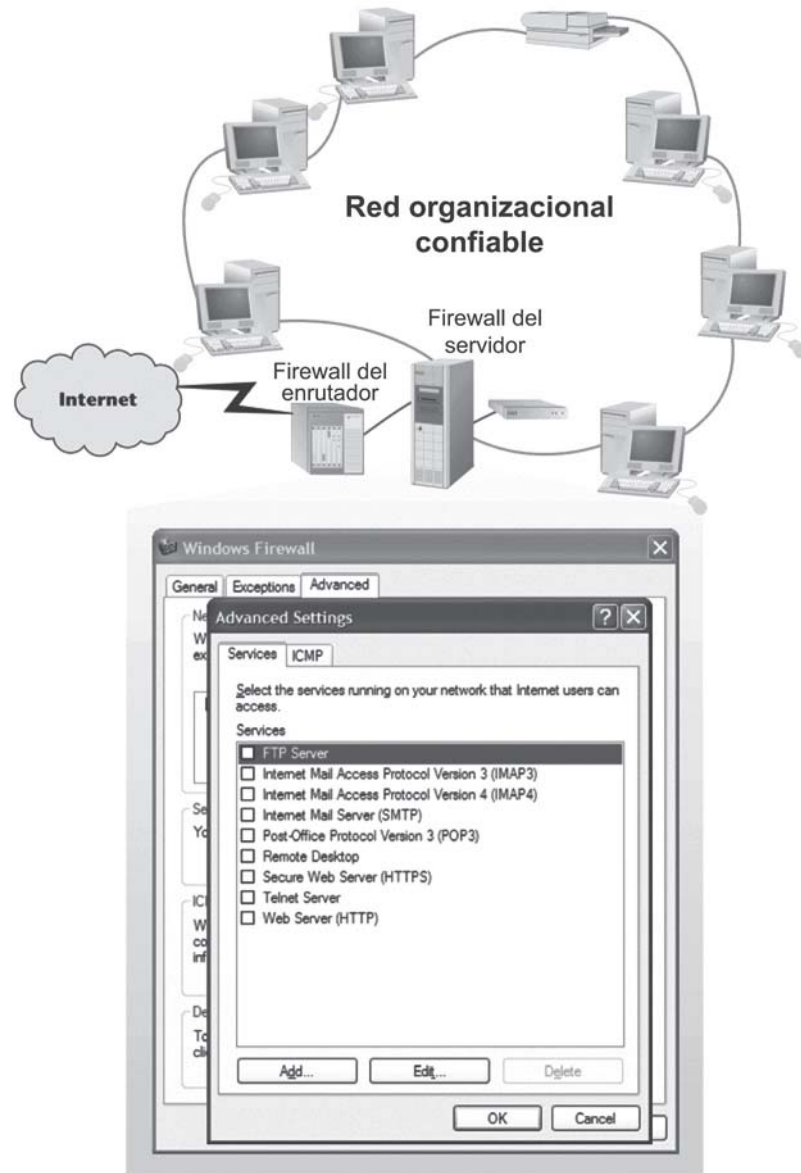 Red organizacional
confiable
Firewall del
servidor
Firewall del
enrutador
Internet
Windows Firewall
General Exceptions Advanced
Advanced Settings
Services ICMP
Select the services running on your network that Internet users can
access.
Services
FTP Server
Internet Mail Access Protocol Version 3 (IMAP3)
Internet Mail Access Protocol Version 4 (IMAP4)
Internet Mail Server (SMTP)
Post-Office Protocol Version 3 (POP3)
Remote Desktop
Secure Web Server (HTTPS)
Telnet Server
Web Server (HTTP)
Add... Edit... Delete
OK Cancel